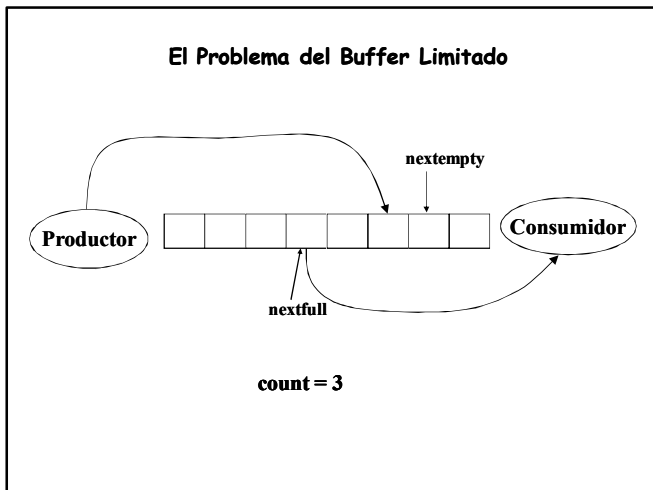 El Problema del Buffer Limitado
nextempty
Productor
Consumidor
nextfull
count = 3